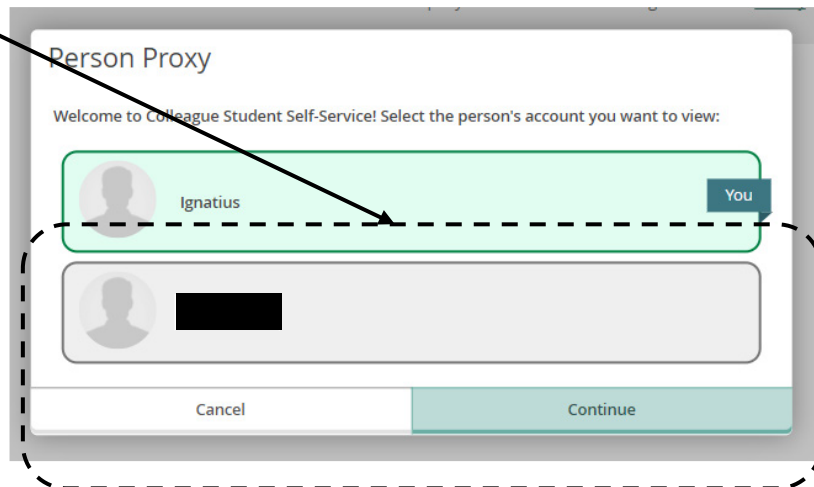 Person Proxy
Welcome to Colleague Student Self-Service! Select the person's account you want to view:
Ignatius
You
Cancel
Continue